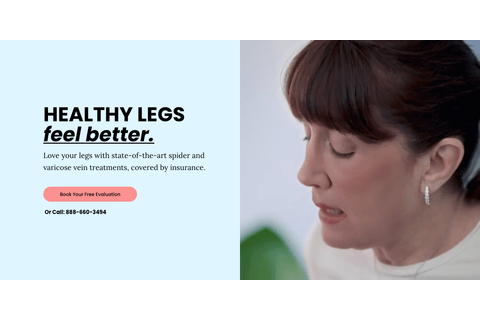 HEALTHY LEGS
feel better.
Love your legs with state-of-the-art spider and
varicose vein treatments, covered by insurance.
Book Your Free Evaluation
Or Call: 888-660-3494